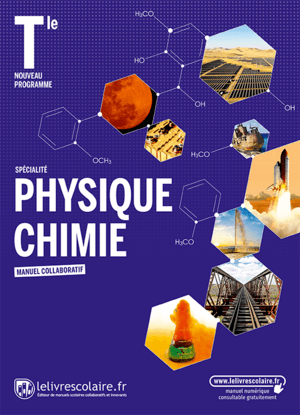 H₃CO
Tle
NOUVEAU
PROGRAMME
HO
OH
OH
OCH₃
H₃CO
SPÉCIALITÉ
PHYSIQUE
CHIMIE
MANUEL COLLABORATIF
H₃CO
lelivrescolaire.fr
Éditeur de manuels scolaires collaboratifs et innovants
www.lelivrescolaire.fr
manuel numérique
consultable gratuitement